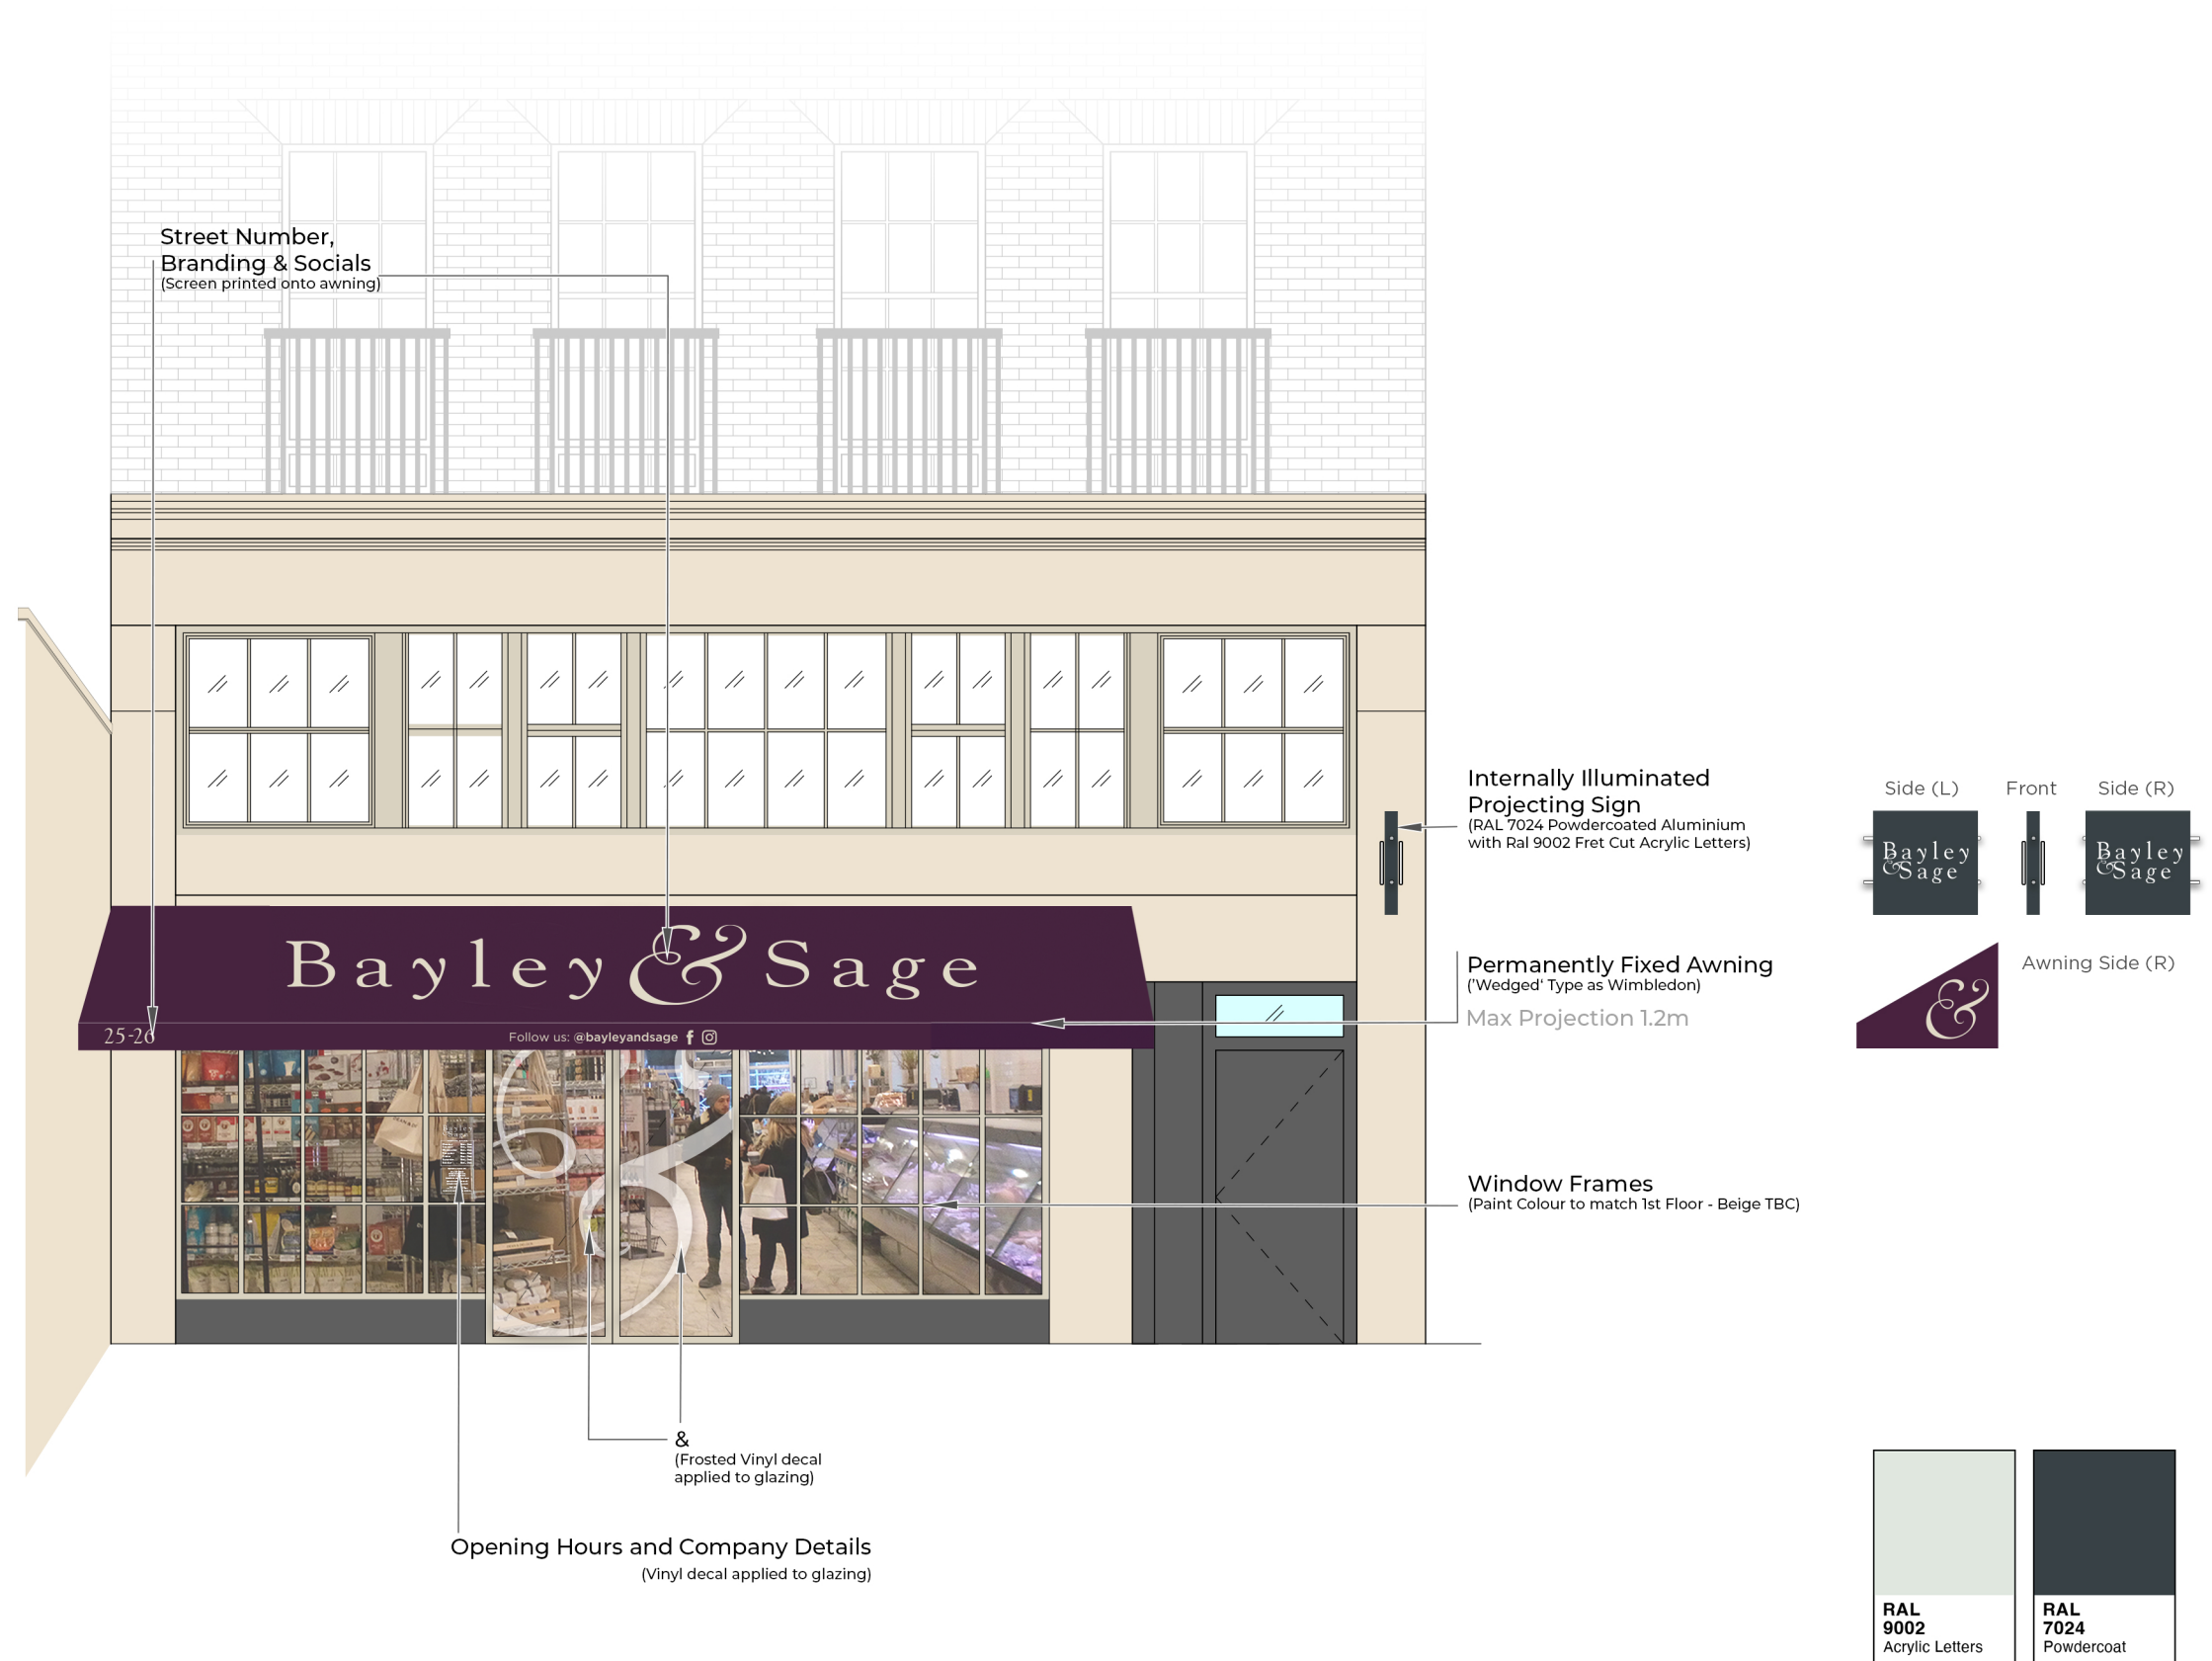 Street Number,
Branding & Socials
(Screen printed onto awning)
Internally Illuminated
Projecting Sign
(RAL 7024 Powdercoated Aluminium
with Ral 9002 Fret Cut Acrylic Letters)
Side (L)
Front
Side (R)
Bayley
&Sage
Bayley
&Sage
Bayley & Sage
25-26
Follow us: @bayleyandsage
Permanently Fixed Awning
('Wedged' Type as Wimbledon)
Max Projection 1.2m
Awning Side (R)
&
&
Window Frames
(Paint Colour to match 1st Floor - Beige TBC)
&
(Frosted Vinyl decal
applied to glazing)
Opening Hours and Company Details
(Vinyl decal applied to glazing)
RAL
9002
Acrylic Letters
RAL
7024
Powdercoat